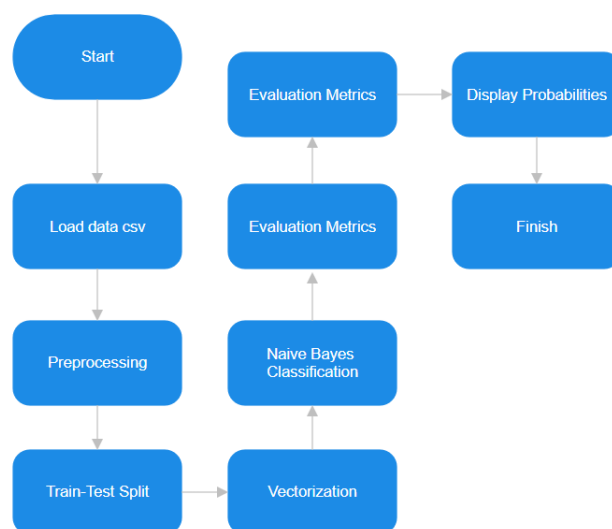 Start
Load data csv
Preprocessing
Train-Test Split
Vectorization
Naive Bayes
Classification
Evaluation Metrics
Evaluation Metrics
Display Probabilities
Finish